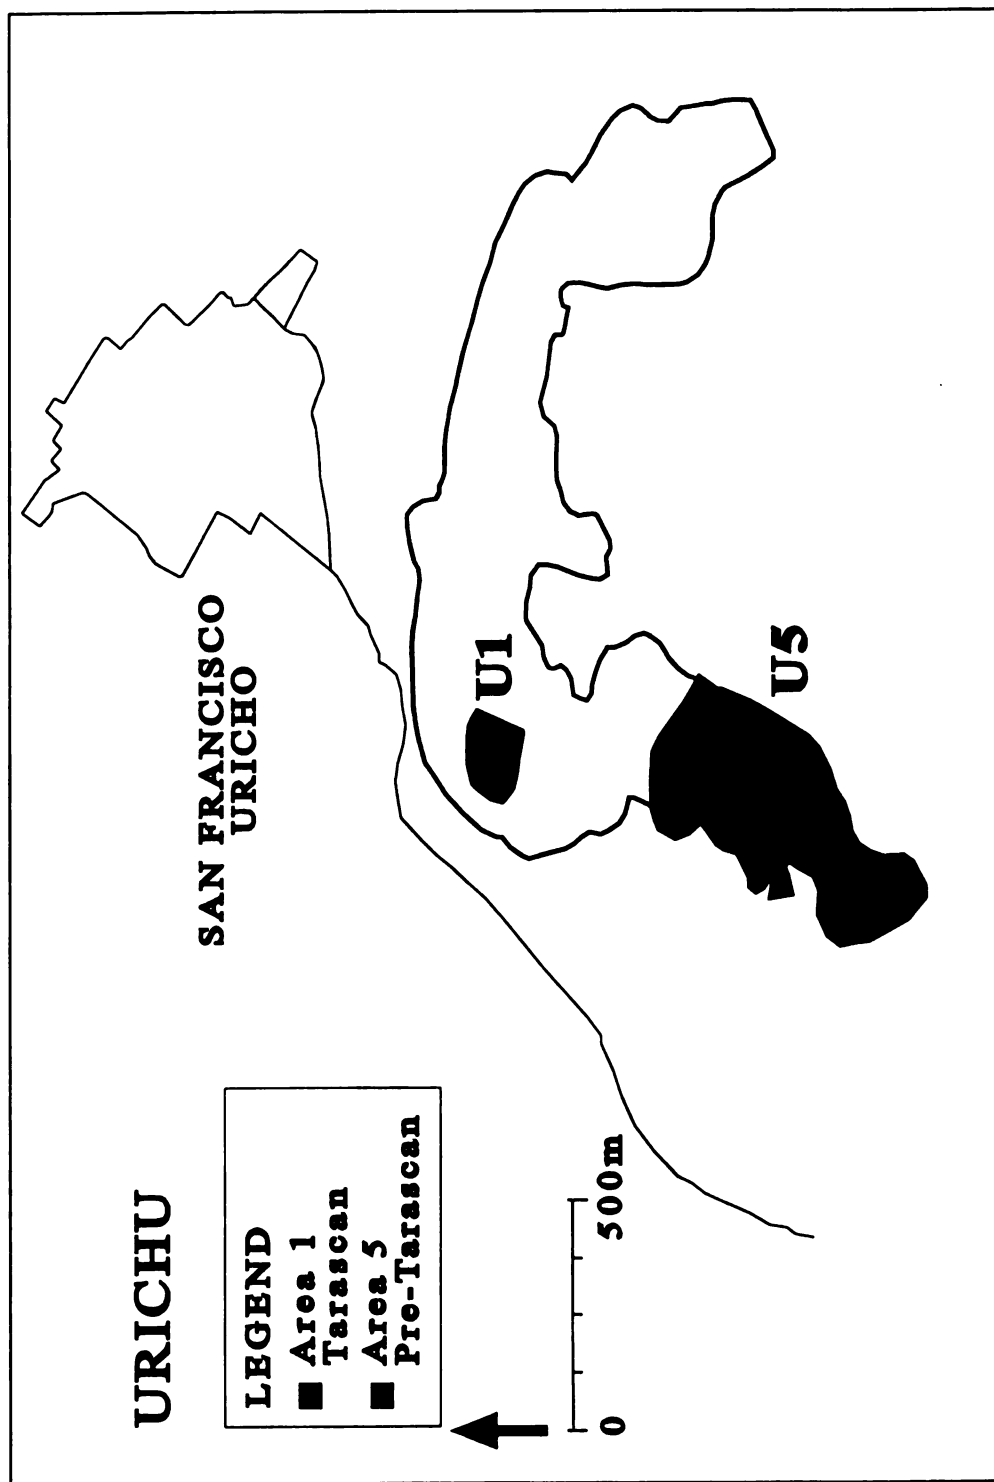 URICHU
LEGEND
Area 1
Tarascan
Area 5
Pre-Tarascan
0 500m
SAN FRANCISCO
URICHO
U1
U5